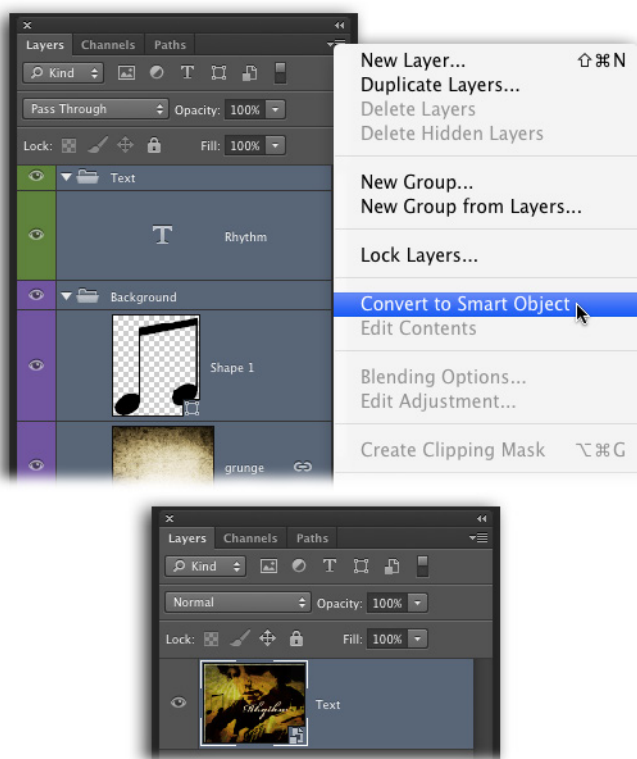 Layers Channels Paths
Kind T
Pass Through Opacity: 100%
Lock: Fill: 100%
Text
T Rhythm
Background
Shape 1
grunge
New Layer... ⇧⌘N
Duplicate Layers...
Delete Layers
Delete Hidden Layers
New Group...
New Group from Layers...
Lock Layers...
Convert to Smart Object
Edit Contents
Blending Options...
Edit Adjustment...
Create Clipping Mask ⌥⌘G
Layers Channels Paths
Kind T
Normal Opacity: 100%
Lock: Fill: 100%
Rhythm
Text